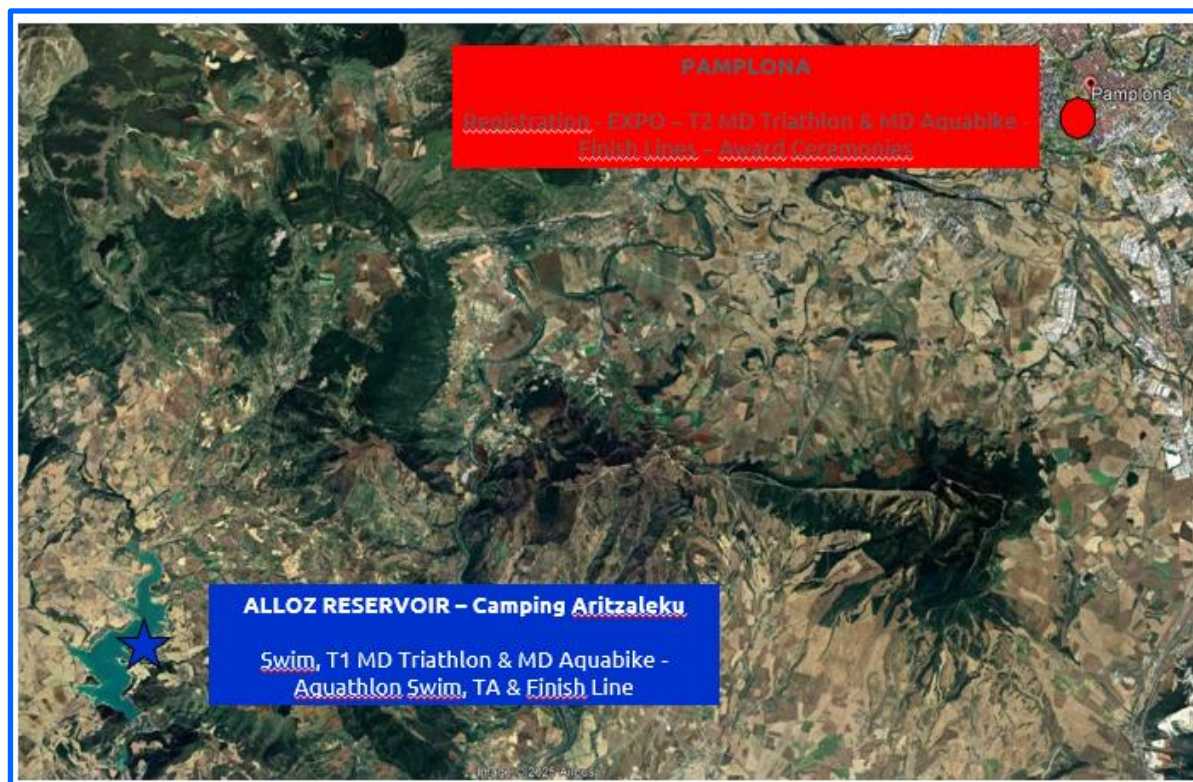 PAMPLONA
Registration - EXPO – T2 MD Triathlon & MD Aquabike -
Finish Lines – Award Ceremonies
Pamplona
ALLOZ RESERVOIR – Camping Aritzaleku
Swim, T1 MD Triathlon & MD Aquabike -
Aquathlon Swim, TA & Finish Line